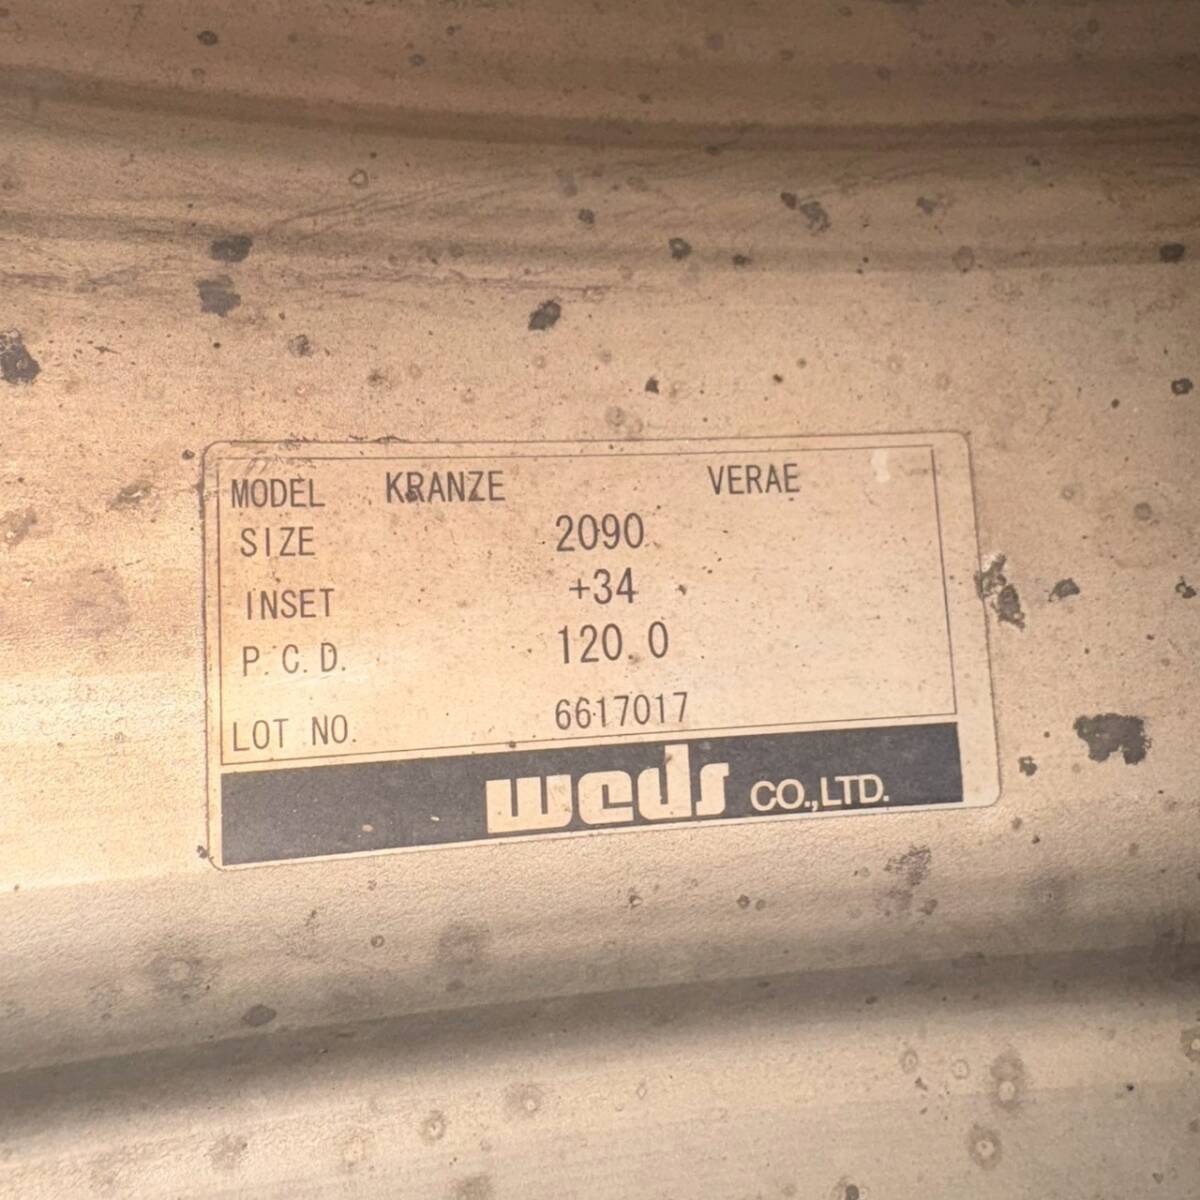 MODEL KRANZE VERAE
SIZE 2090
INSET +34
P.C.D. 120.0
LOT NO. 6617017
weds CO.,LTD.